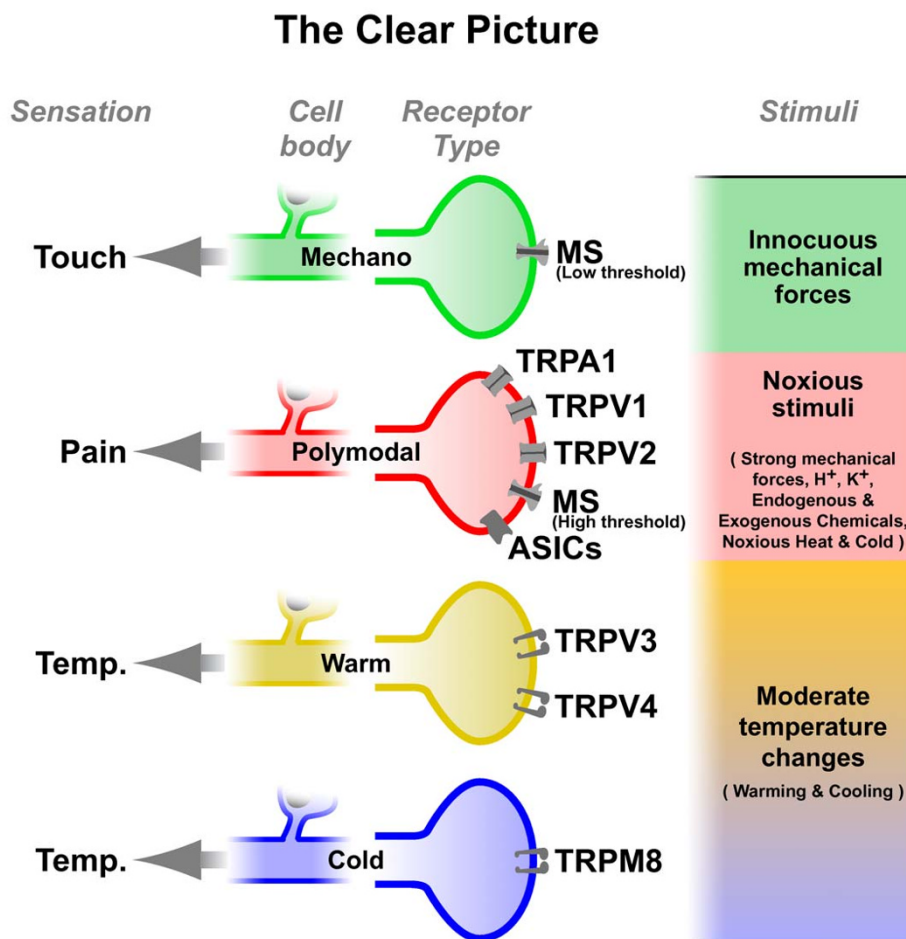 The Clear Picture
Sensation
Cell
body
Receptor
Type
Stimuli
Touch
Mechano
MS
(Low threshold)
Innocuous
mechanical
forces
Pain
Polymodal
TRPA1
TRPV1
TRPV2
MS
(High threshold)
ASICs
Noxious
stimuli
( Strong mechanical
forces, H⁺, K⁺,
Endogenous &
Exogenous Chemicals,
Noxious Heat & Cold )
Temp.
Warm
TRPV3
TRPV4
Moderate
temperature
changes
( Warming & Cooling )
Temp.
Cold
TRPM8